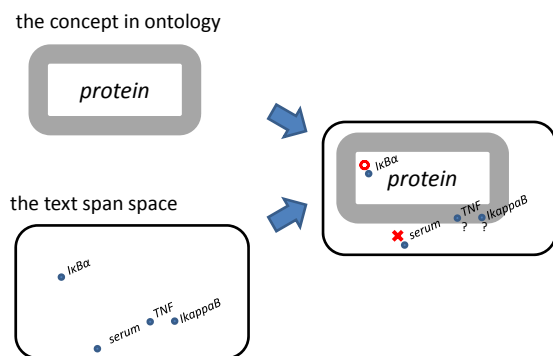 the concept in ontology
protein
the text span space
IκBα
TNF
IkappaB
serum
IκBα
protein
TNF
IkappaB
serum
?
?